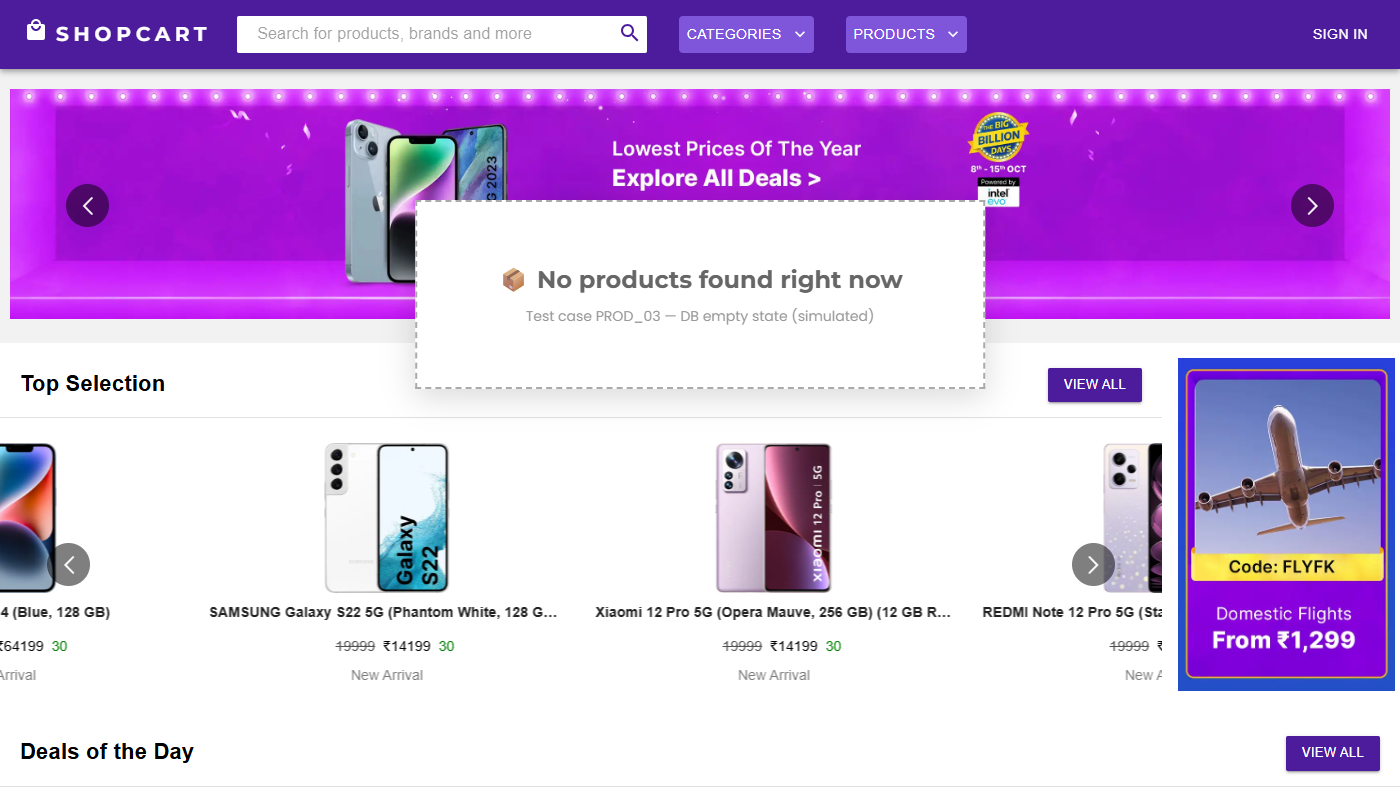 SHOPCART
Search for products, brands and more
CATEGORIES
PRODUCTS
SIGN IN
Lowest Prices Of The Year
Explore All Deals >
THE BIG
BILLION
DAYS
8th - 15th OCT
Powered by
intel
evo
G 2023
No products found right now
Test case PROD_03 — DB empty state (simulated)
Top Selection
VIEW ALL
Galaxy
S22
xiaomi 12 Pro | 5G
4 (Blue, 128 GB)
₹64199 30
Arrival
SAMSUNG Galaxy S22 5G (Phantom White, 128 G...
19999 ₹14199 30
New Arrival
Xiaomi 12 Pro 5G (Opera Mauve, 256 GB) (12 GB R...
19999 ₹14199 30
New Arrival
REDMI Note 12 Pro 5G (Sta
19999 ₹
New A
Code: FLYFK
Domestic Flights
From ₹1,299
Deals of the Day
VIEW ALL